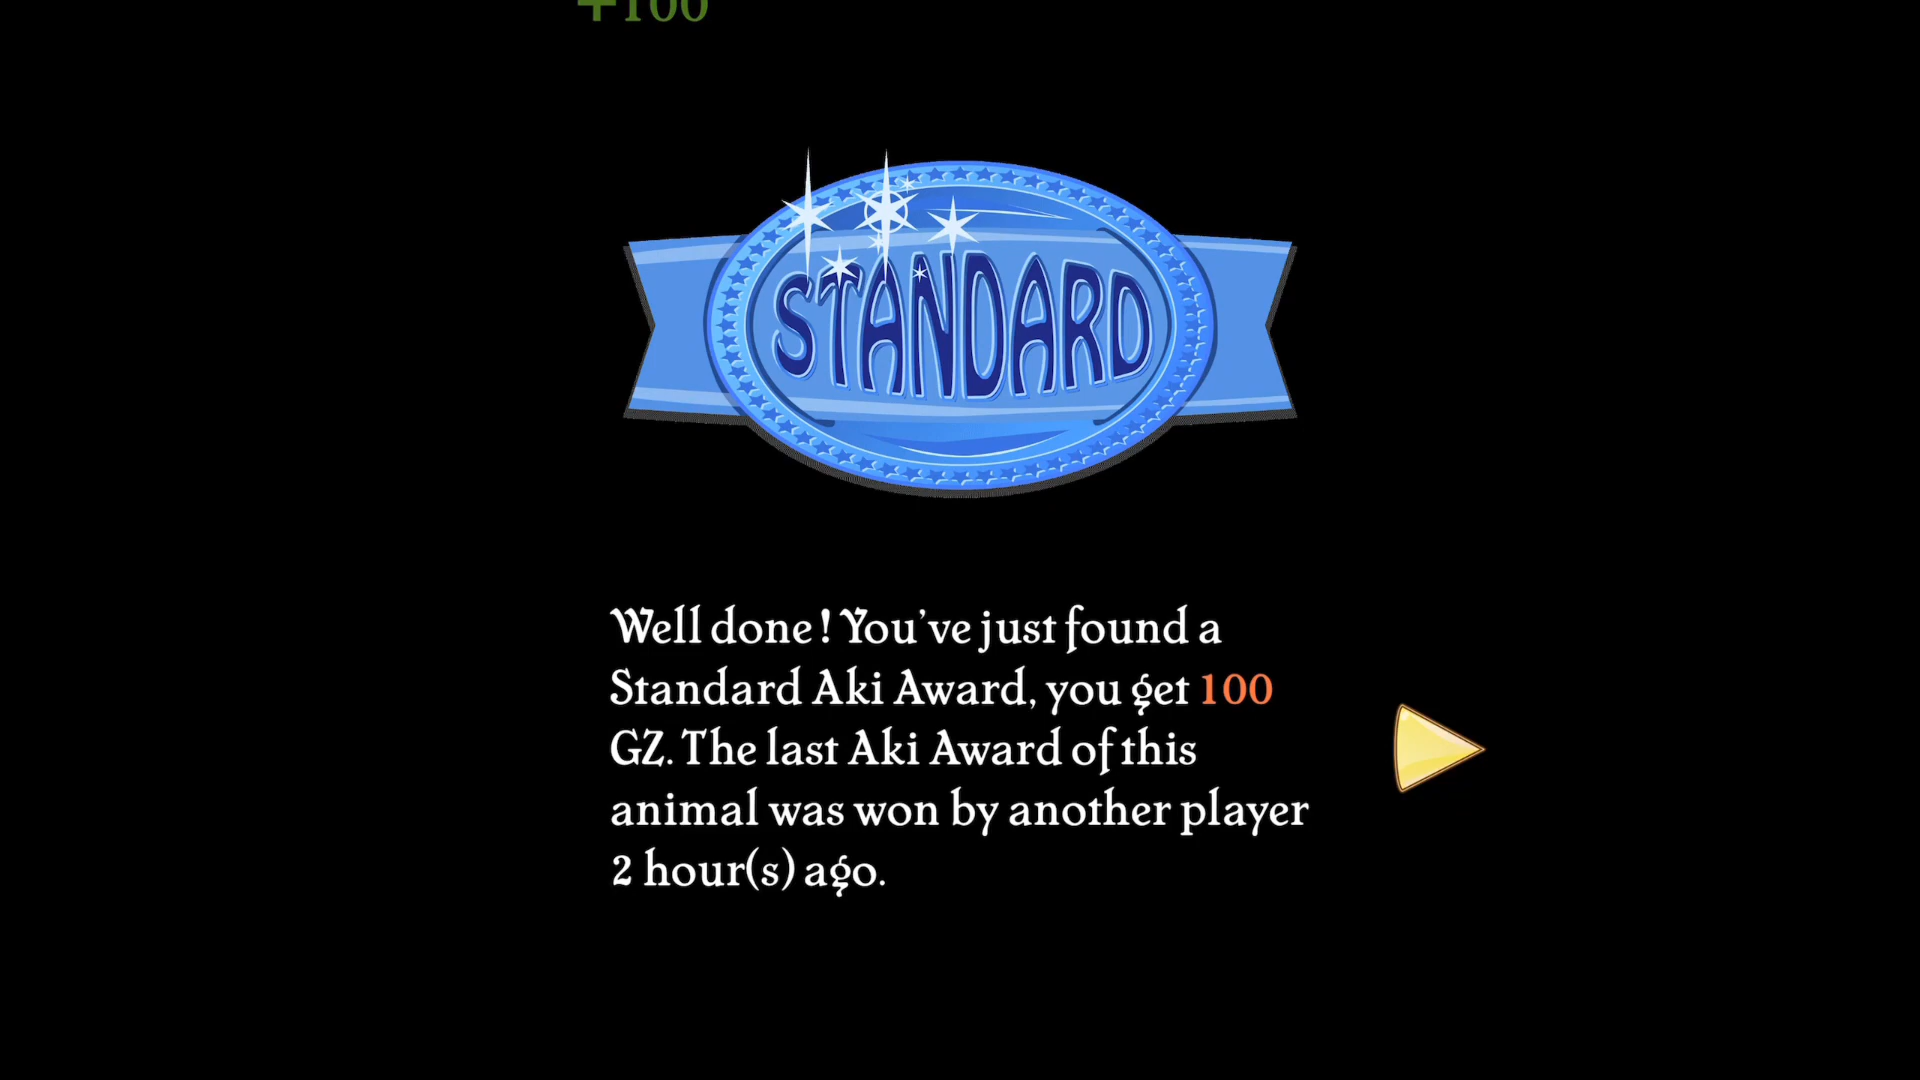 +100
STANDARD
Well done! You've just found a
Standard Aki Award, you get 100
GZ. The last Aki Award of this
animal was won by another player
2 hour(s) ago.